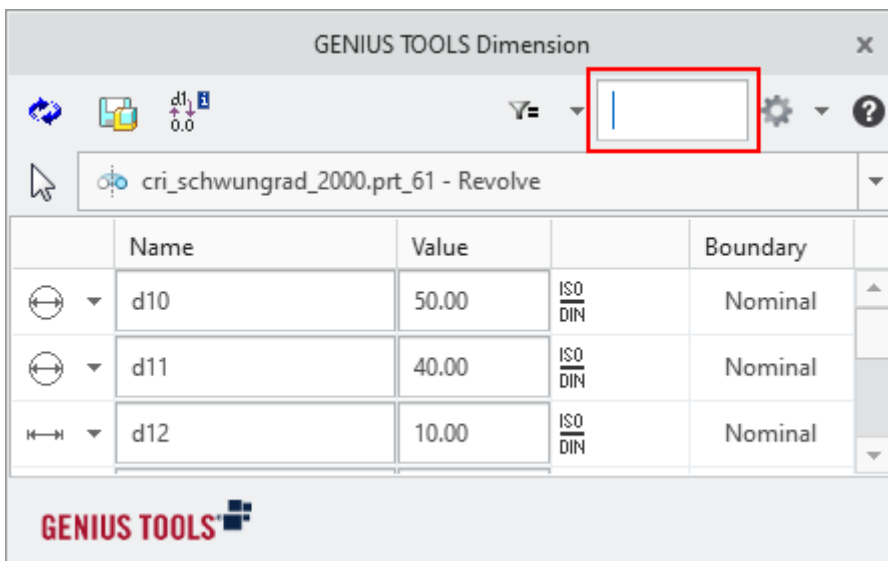 GENIUS TOOLS Dimension x
d1 i
0.0
= ?
cri_schwungrad_2000.prt_61 - Revolve
Name Value Boundary
d10 50.00 ISO DIN Nominal
d11 40.00 ISO DIN Nominal
d12 10.00 ISO DIN Nominal
GENIUS TOOLS